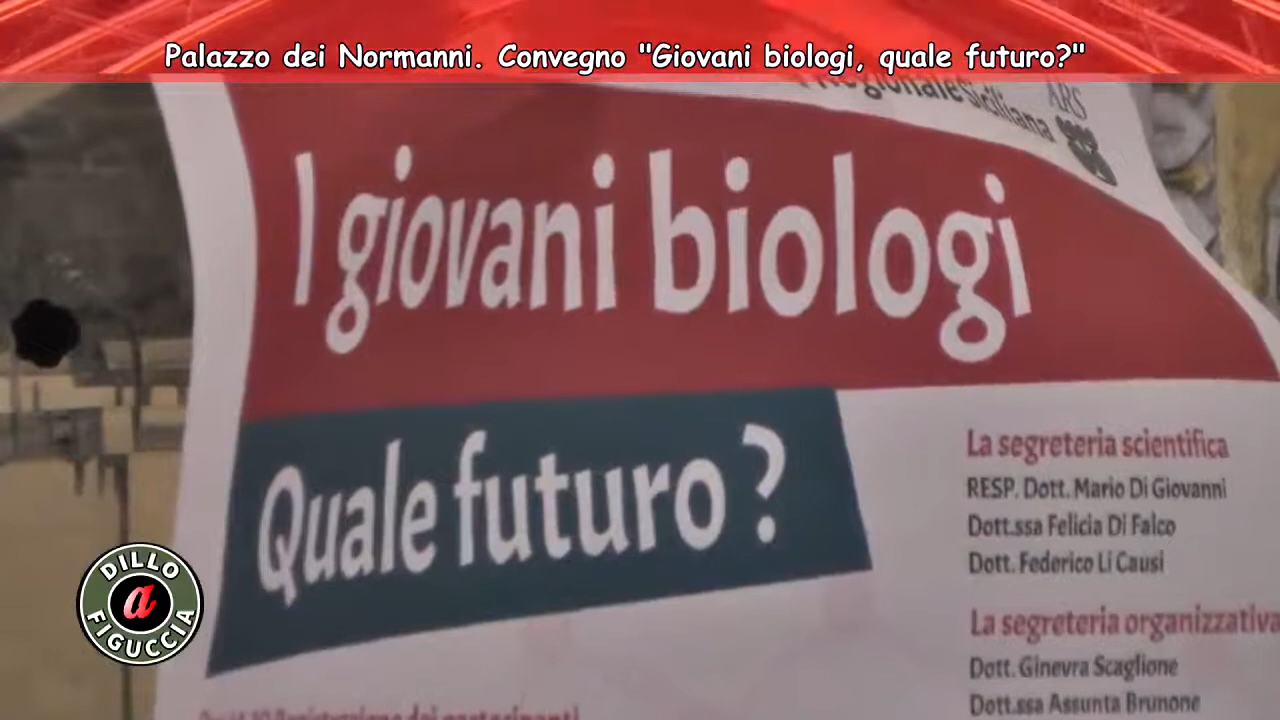 Palazzo dei Normanni. Convegno "Giovani biologi, quale futuro?"
ARS
Siciliana
I giovani biologi
Quale futuro ?
La segreteria scientifica
RESP. Dott. Mario Di Giovanni
Dott.ssa Felicia Di Falco
Dott. Federico Li Causi
La segreteria organizzativa
Dott. Ginevra Scaglione
Dott.ssa Assunta Brunone
DILLO
a
FIGUCCIA